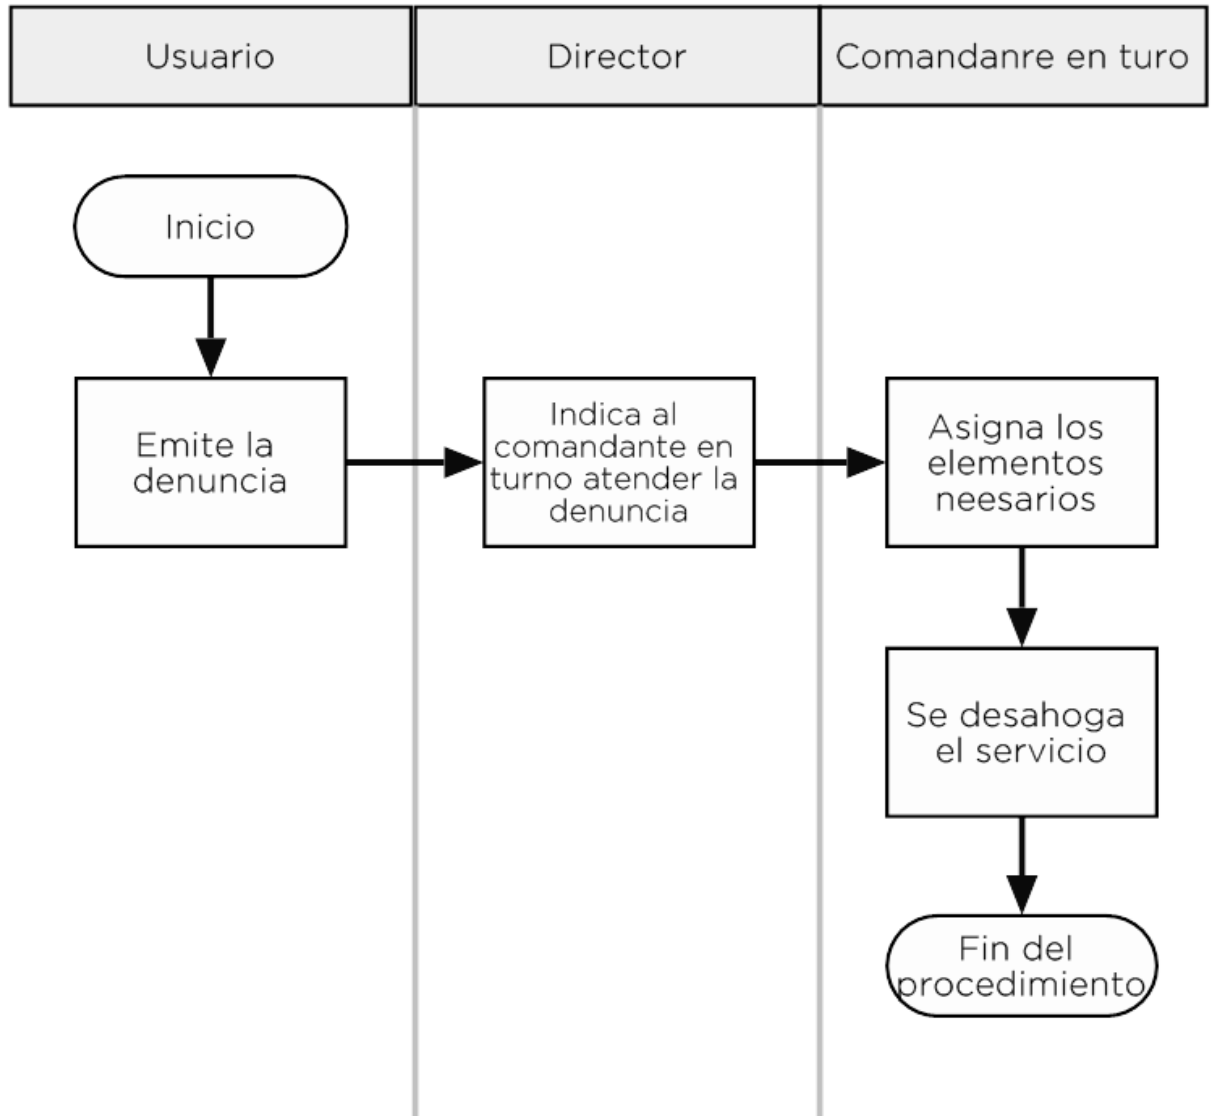 Usuario
Director
Comandanre en turo
Inicio
Emite la
denuncia
Indica al
comandante en
turno atender la
denuncia
Asigna los
elementos
neesarios
Se desahoga
el servicio
Fin del
procedimiento